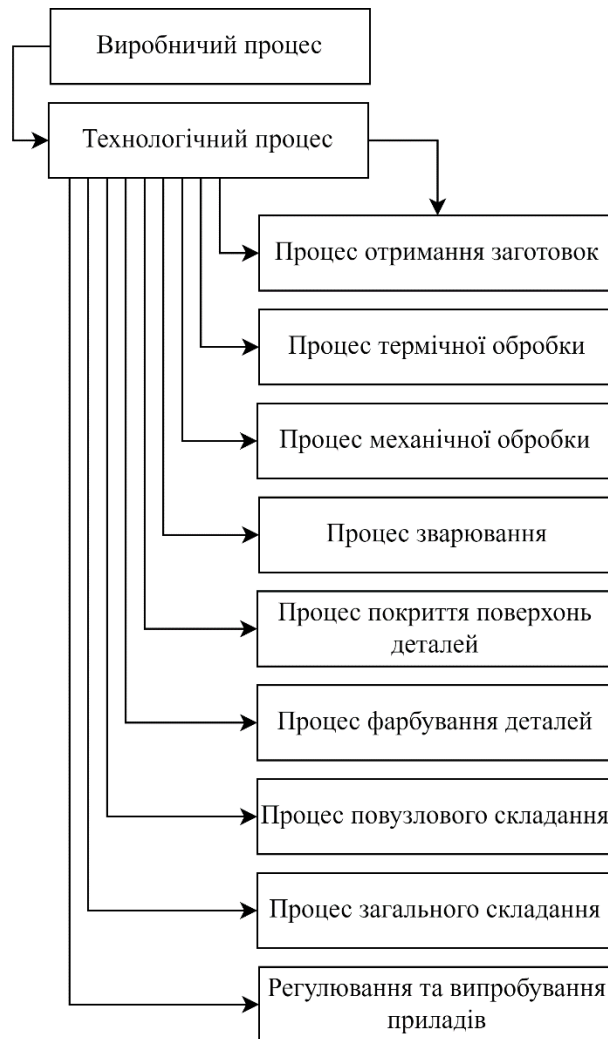 Виробничий процес
Технологічний процес
Процес отримання заготовок
Процес термічної обробки
Процес механічної обробки
Процес зварювання
Процес покриття поверхонь
деталей
Процес фарбування деталей
Процес повузлового складання
Процес загального складання
Регулювання та випробування
приладів